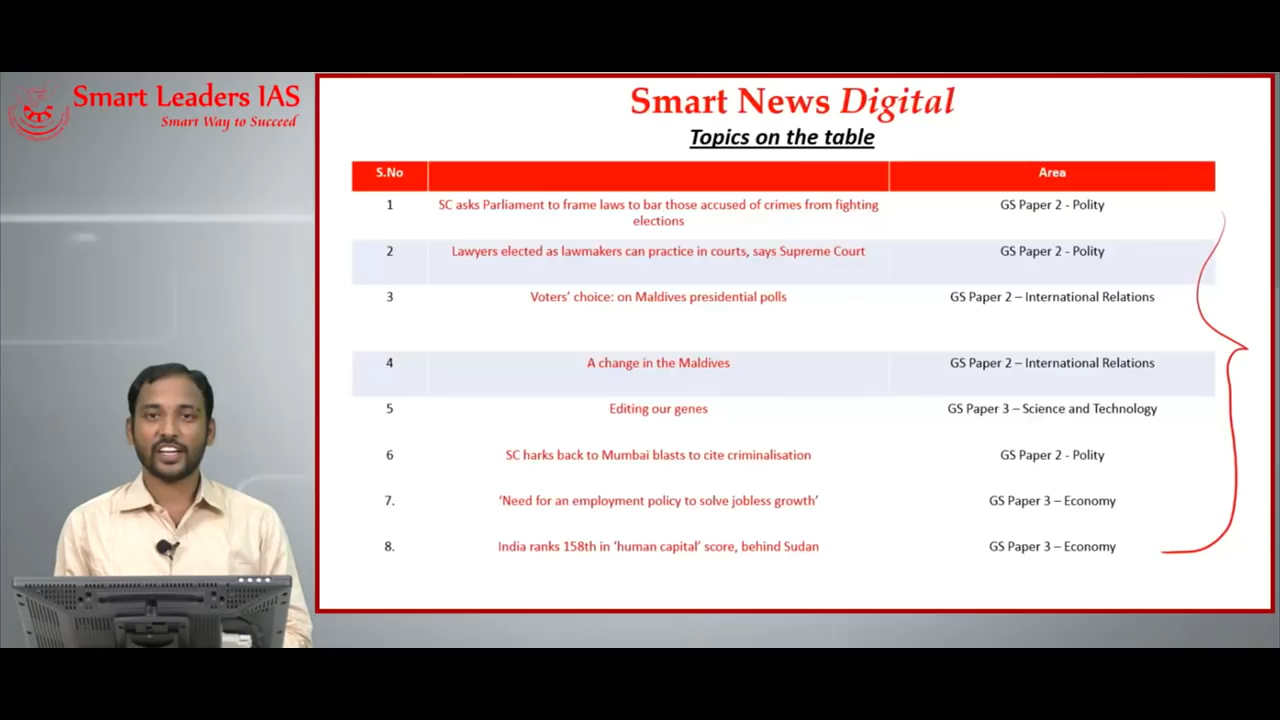 Smart Leaders IAS
Smart Way to Succeed
Smart News Digital
Topics on the table
S.No Area
1 SC asks Parliament to frame laws to bar those accused of crimes from fighting GS Paper 2 - Polity
elections
2 Lawyers elected as lawmakers can practice in courts, says Supreme Court GS Paper 2 - Polity
3 Voters’ choice: on Maldives presidential polls GS Paper 2 – International Relations
4 A change in the Maldives GS Paper 2 – International Relations
5 Editing our genes GS Paper 3 – Science and Technology
6 SC harks back to Mumbai blasts to cite criminalisation GS Paper 2 - Polity
7. ‘Need for an employment policy to solve jobless growth’ GS Paper 3 – Economy
8. India ranks 158th in ‘human capital’ score, behind Sudan GS Paper 3 – Economy